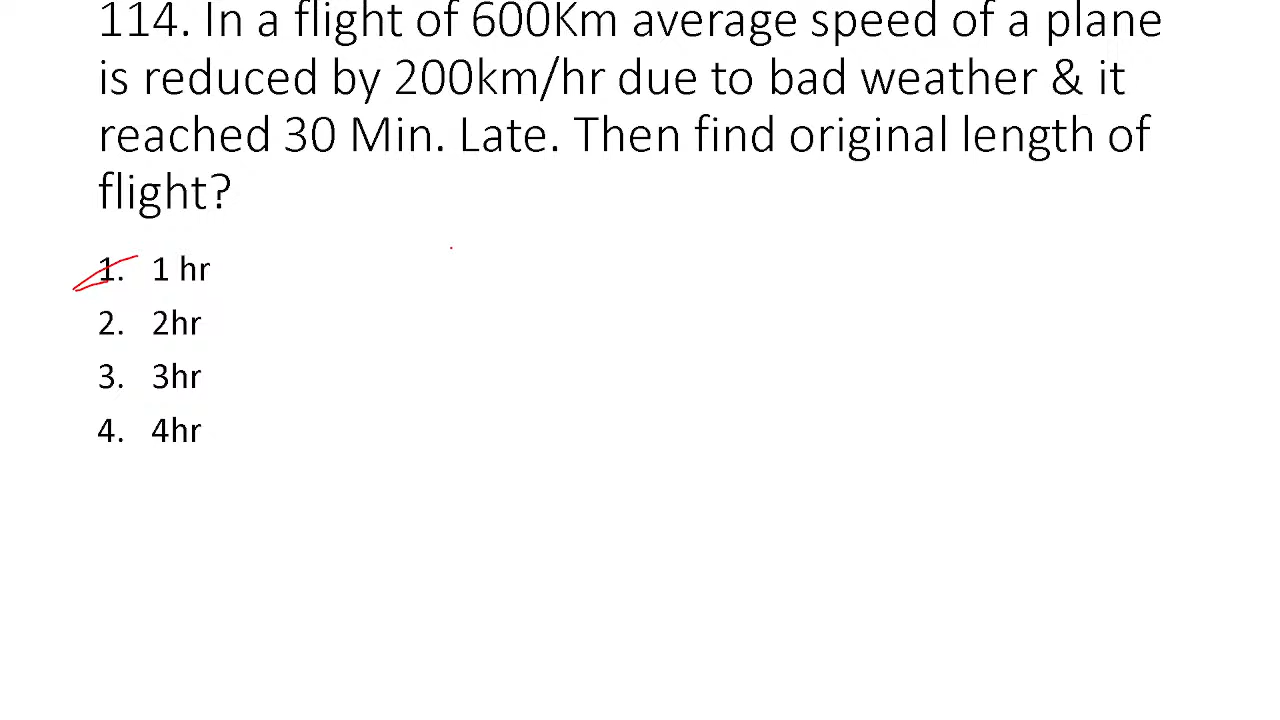 114. In a flight of 600Km average speed of a plane
is reduced by 200km/hr due to bad weather & it
reached 30 Min. Late. Then find original length of
flight?
1. 1 hr
2. 2hr
3. 3hr
4. 4hr